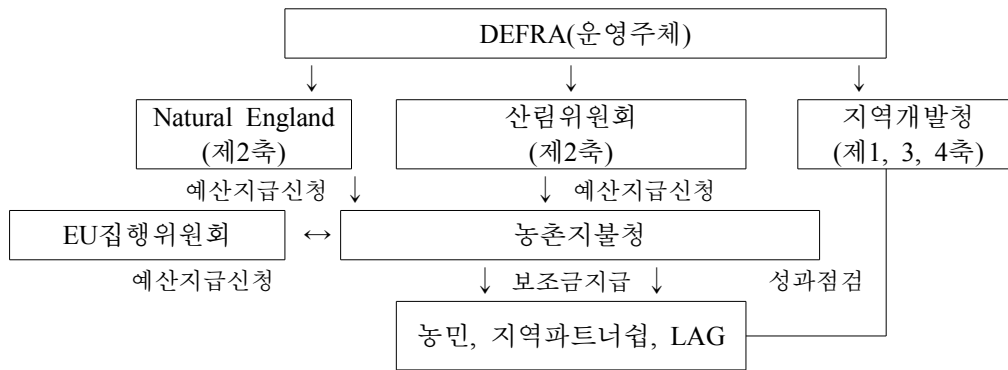 DEFRA(운영주체)
↓ ↓ ↓
Natural England
(제2축)
산림위원회
(제2축)
지역개발청
(제1, 3, 4축)
예산지급신청 ↓ ↓ 예산지급신청
EU집행위원회 ↔ 농촌지불청
예산지급신청 ↓ 보조금지급 ↓ 성과점검
농민, 지역파트너쉽, LAG